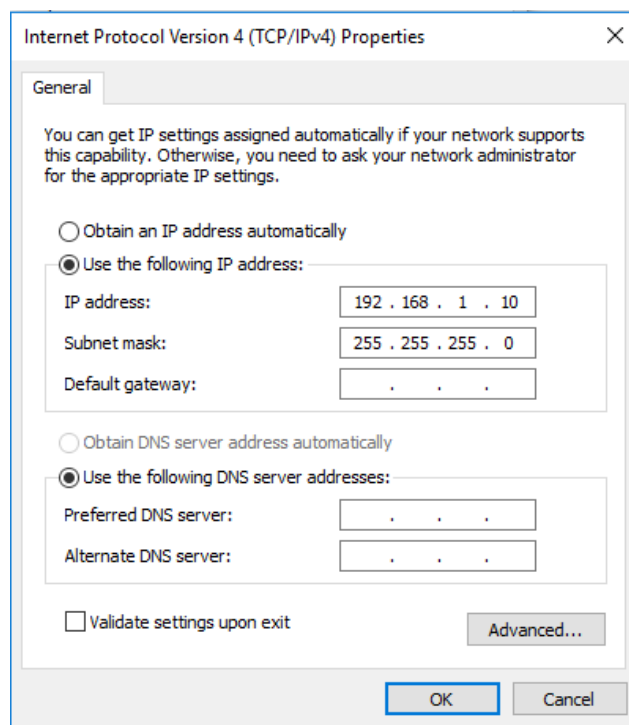 Internet Protocol Version 4 (TCP/IPv4) Properties
General
You can get IP settings assigned automatically if your network supports
this capability. Otherwise, you need to ask your network administrator
for the appropriate IP settings.
Obtain an IP address automatically
Use the following IP address:
IP address: 192 . 168 . 1 . 10
Subnet mask: 255 . 255 . 255 . 0
Default gateway: . . .
Obtain DNS server address automatically
Use the following DNS server addresses:
Preferred DNS server: . . .
Alternate DNS server: . . .
Validate settings upon exit
Advanced...
OK Cancel